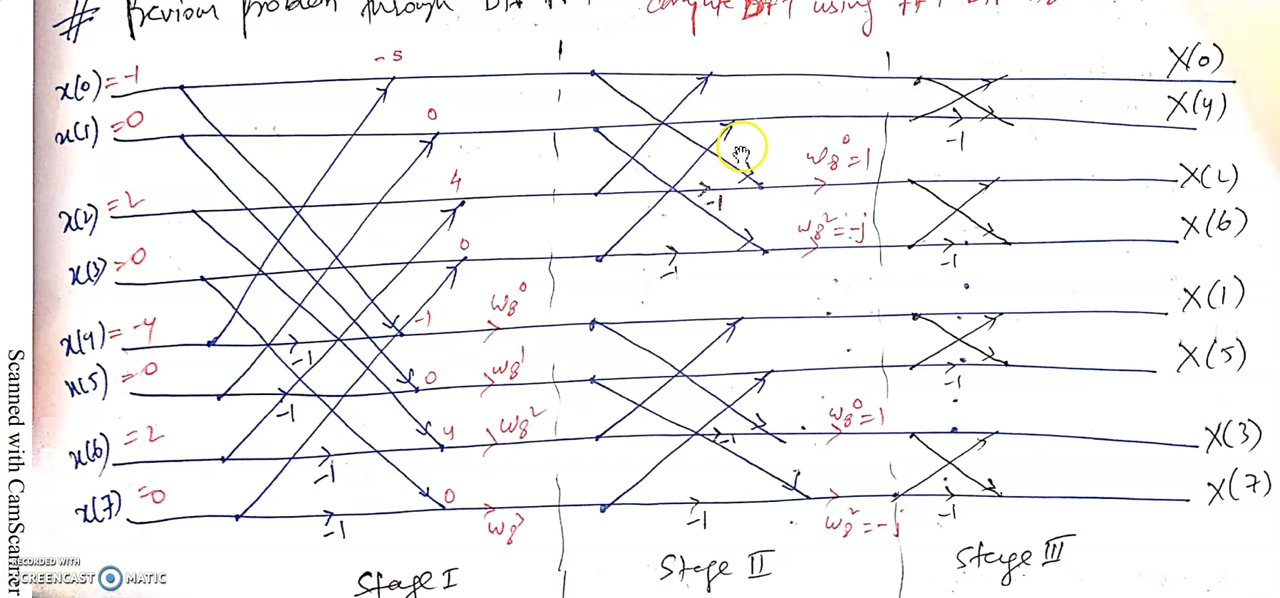 # Previous problem through
x(0)=-1
-5
X(0)
x(1)=0
0
X(4)
-1
x(2)=2
4
-1
w8^0=1
X(2)
x(3)=0
0
-1
w8^2=-j
-1
X(6)
x(4)=-4
-1
-1
w8^0
X(1)
x(5)=0
-1
0
w8^1
-1
X(5)
x(6)=2
-1
4
w8^2
-1
w8^0=1
X(3)
x(7)=0
-1
0
w8^3
-1
w8^2=-j
-1
X(7)
Stage I
Stage II
Stage III
Scanned with CamScanner
RECORDED WITH
SCREENCAST MATIC